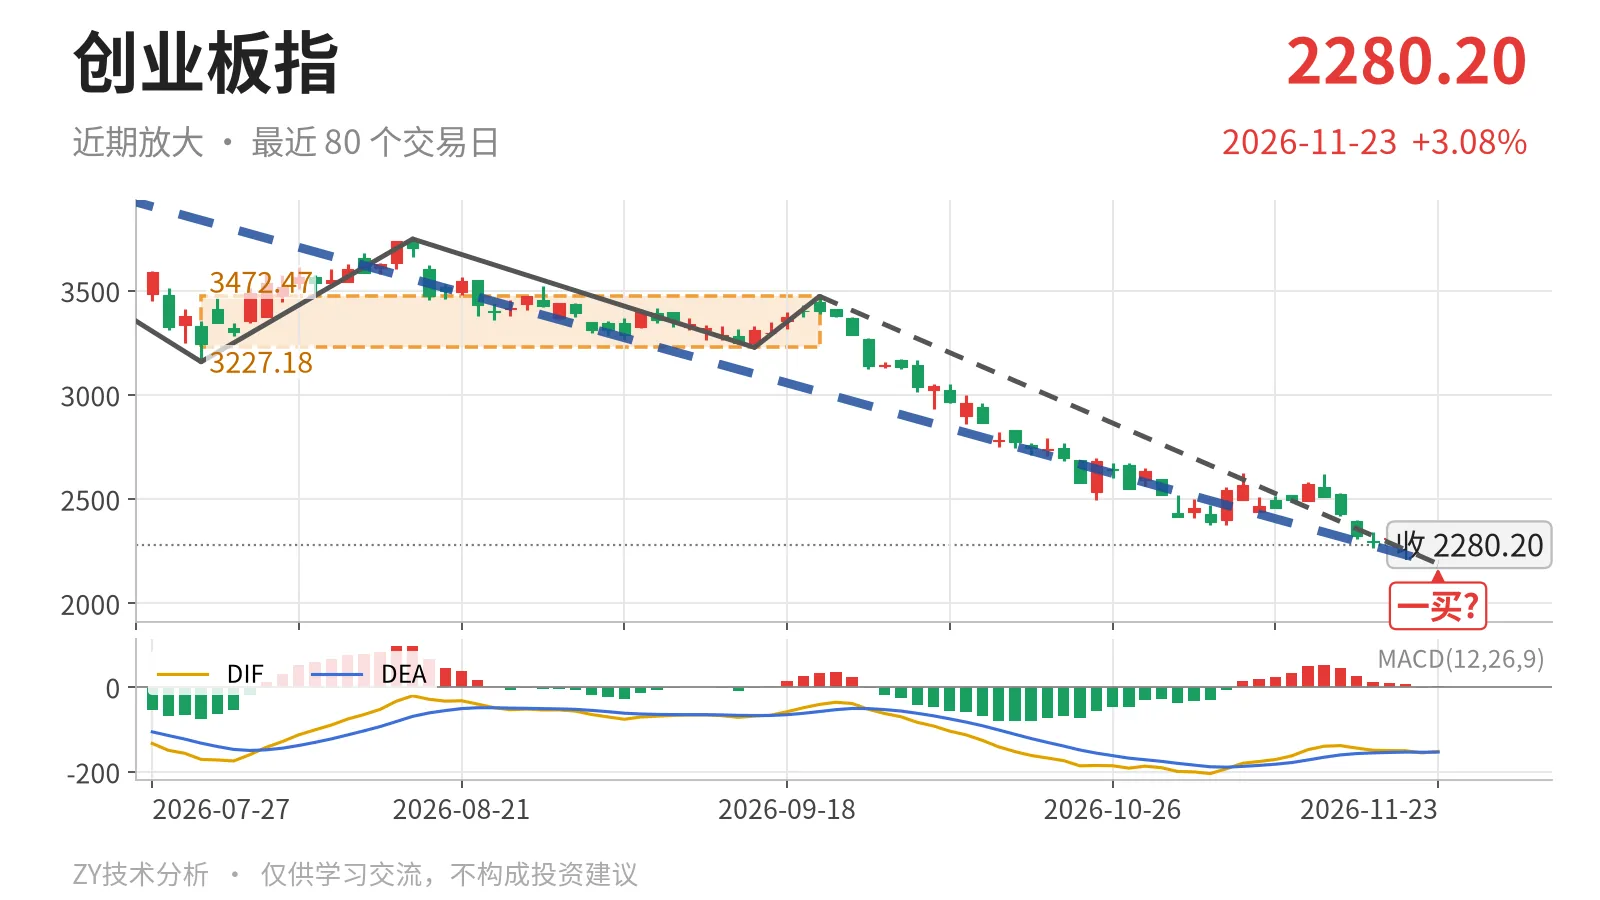 创业板指
2280.20
近期放大 · 最近 80 个交易日
2026-11-23 +3.08%
3500
3000
2500
2000
3472.47
3227.18
收 2280.20
一买?
DIF
DEA
MACD(12,26,9)
0
-200
2026-07-27
2026-08-21
2026-09-18
2026-10-26
2026-11-23
ZY技术分析 · 仅供学习交流，不构成投资建议